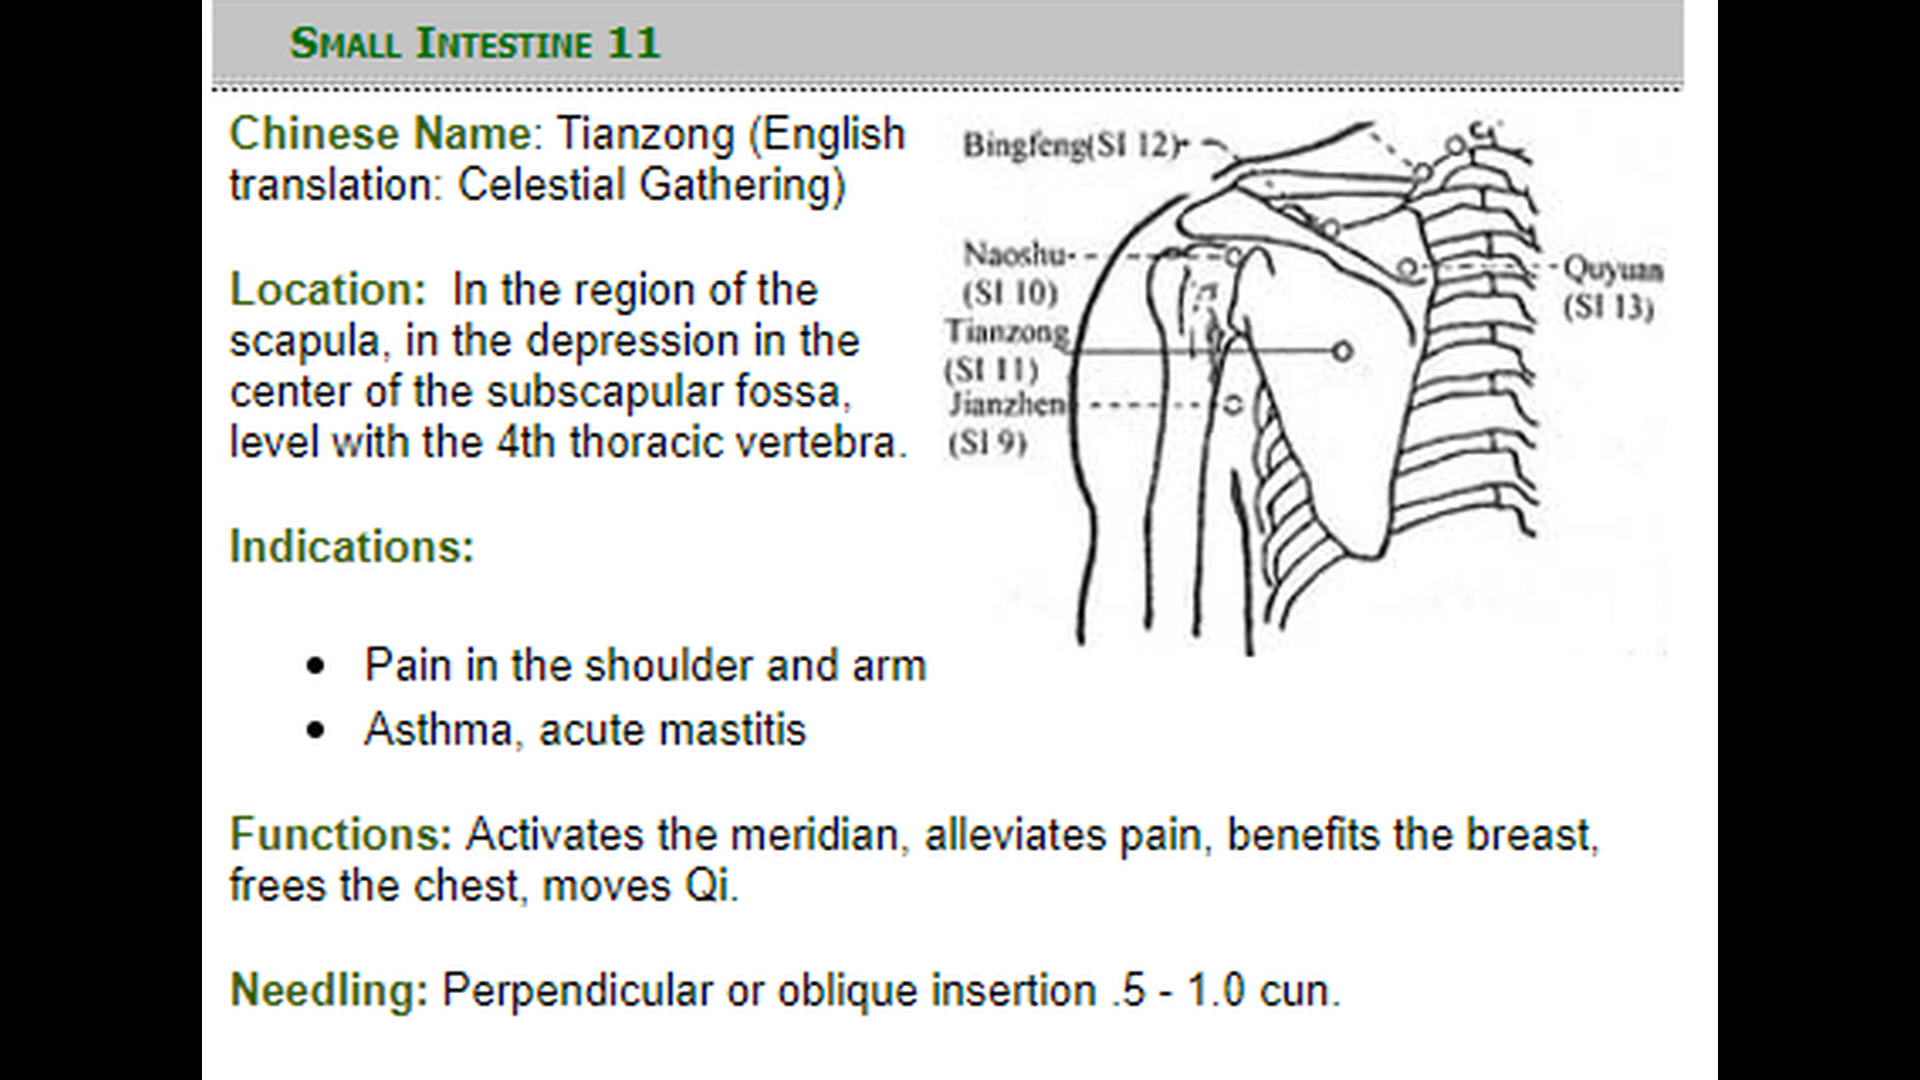 SMALL INTESTINE 11
Chinese Name: Tianzong (English
translation: Celestial Gathering)
Location: In the region of the
scapula, in the depression in the
center of the subscapular fossa,
level with the 4th thoracic vertebra.
Indications:
• Pain in the shoulder and arm
• Asthma, acute mastitis
Functions: Activates the meridian, alleviates pain, benefits the breast,
frees the chest, moves Qi.
Needling: Perpendicular or oblique insertion .5 - 1.0 cun.
Bingfeng(SI 12)
Naoshu
(SI 10)
Tianzong
(SI 11)
Jianzhen
(SI 9)
Quyuan
(SI 13)